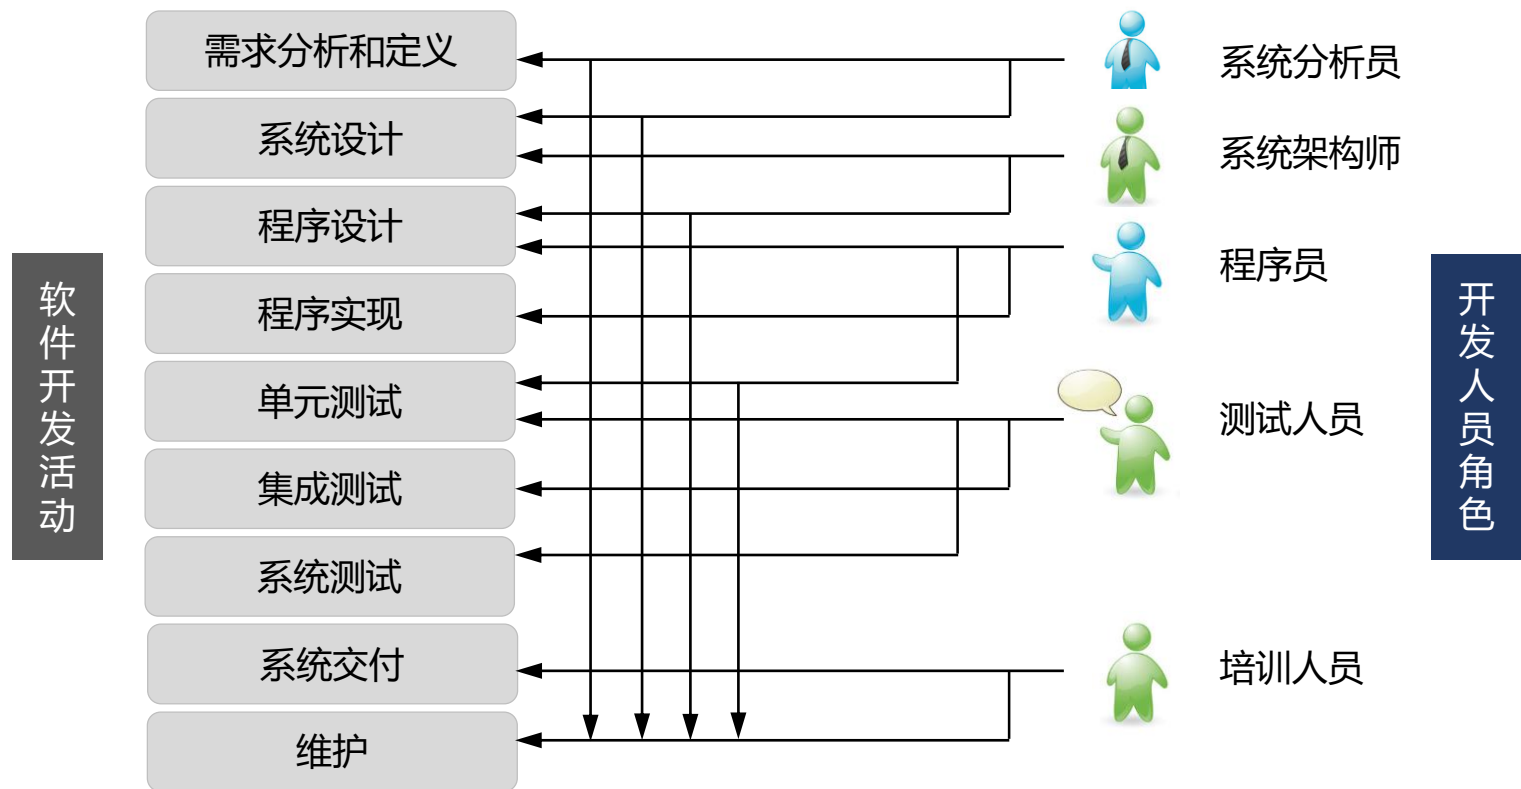 需求分析和定义
系统分析员
系统设计
系统架构师
程序设计
程序员
程序实现
单元测试
测试人员
集成测试
系统测试
系统交付
培训人员
维护
软件开发活动
开发人员角色